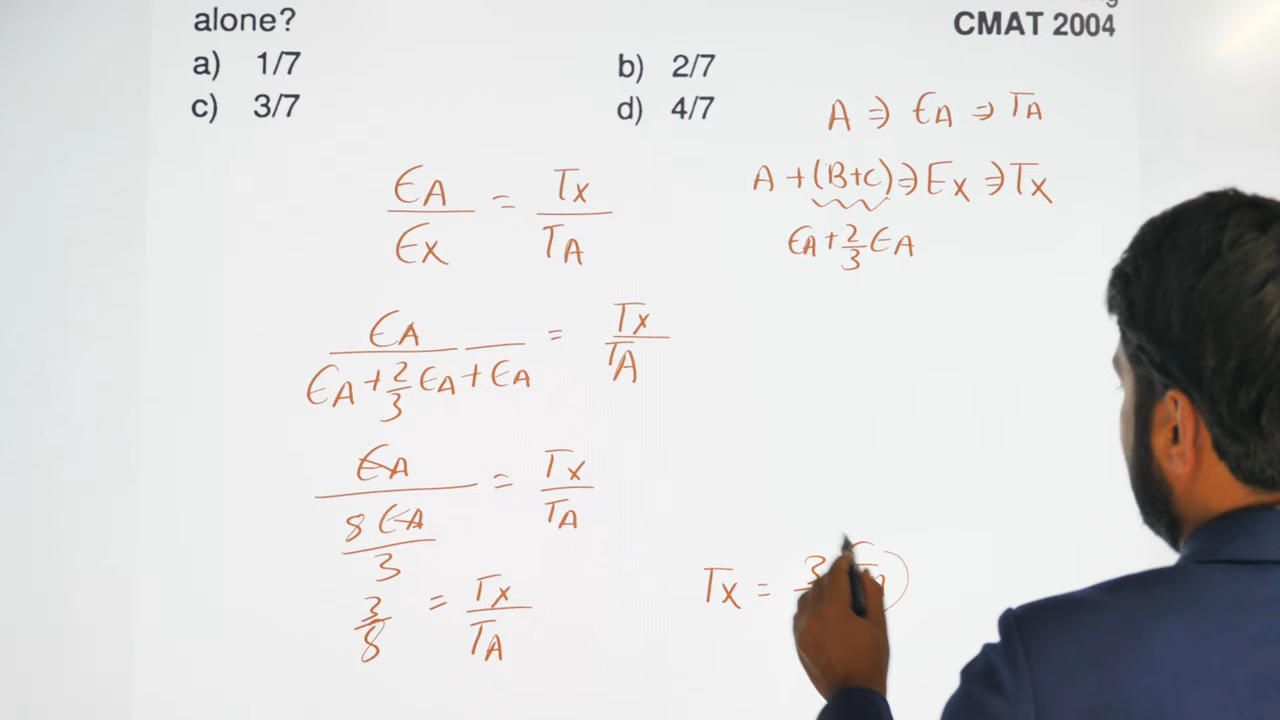 alone?
CMAT 2004
a) 1/7
b) 2/7
c) 3/7
d) 4/7
A ⇒ EA ⇒ TA
A + (B+C) ⇒ EX ⇒ TX
EA + 2/3 EA
EA/EX = TX/TA
EA/(EA + 2/3 EA + EA) = TX/TA
EA/(8EA/3) = TX/TA
3/8 = TX/TA
TX = 3